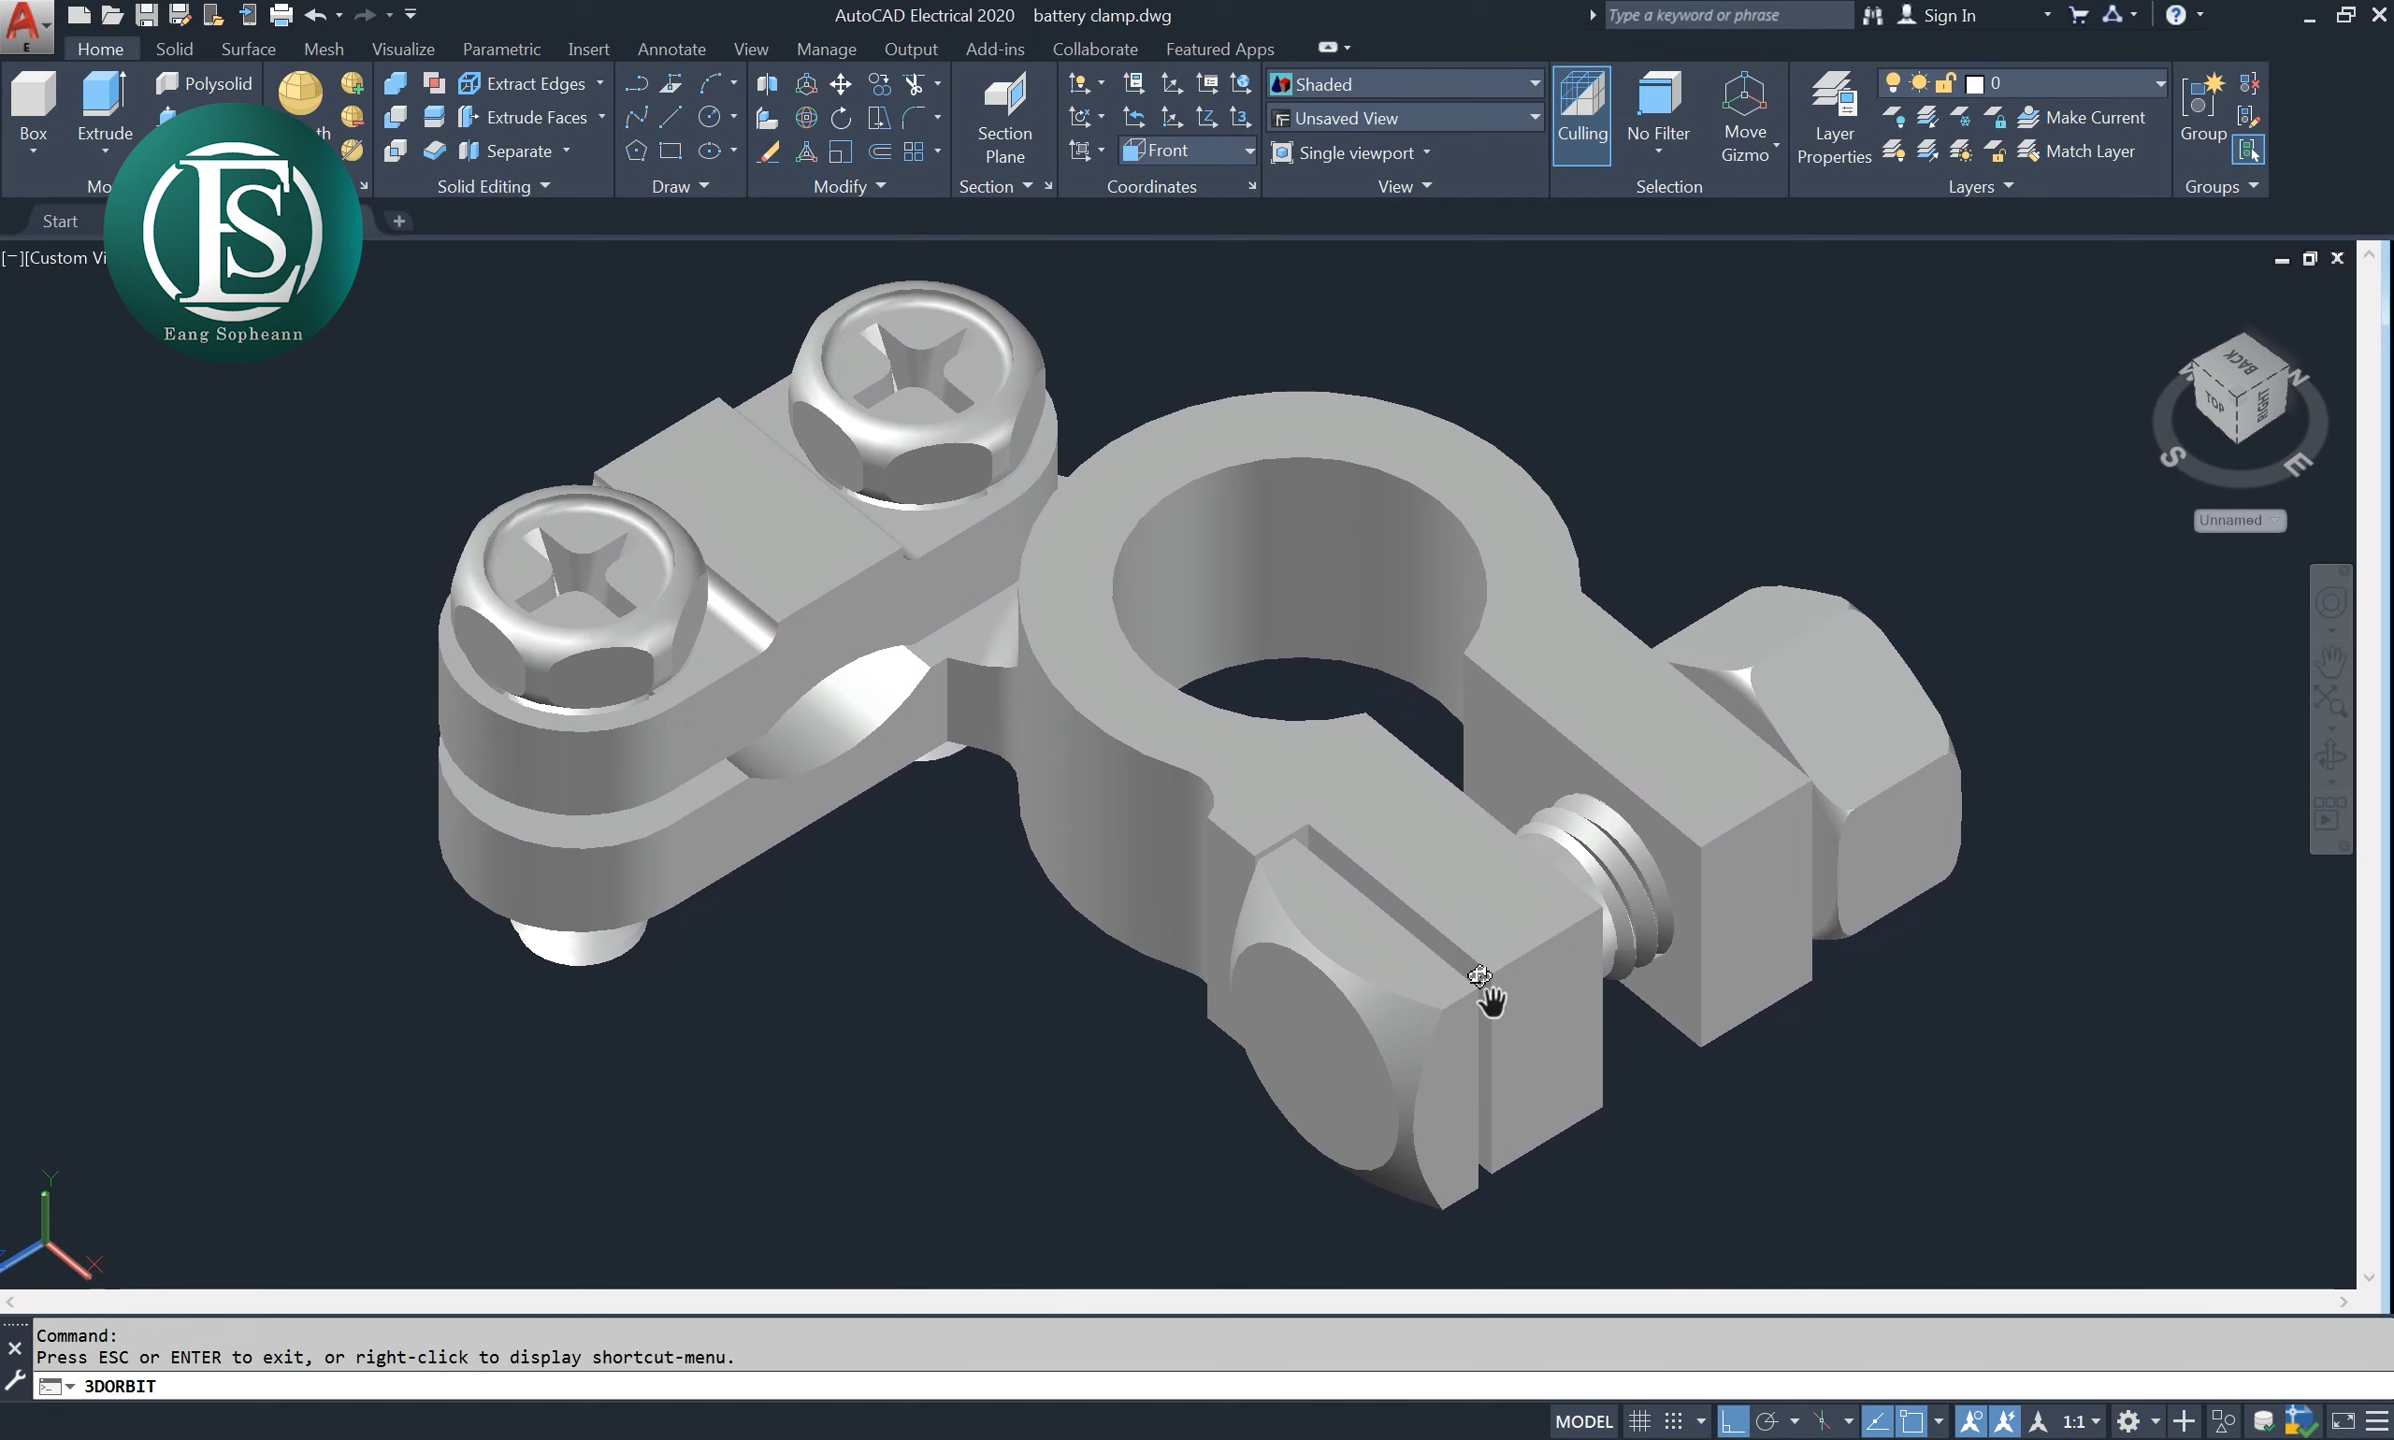 AutoCAD Electrical 2020 battery clamp.dwg
Type a keyword or phrase
Sign In
Home Solid Surface Mesh Visualize Parametric Insert Annotate View Manage Output Add-ins Collaborate Featured Apps
Box
Extrude
Polysolid
Extract Edges
Extrude Faces
Separate
Solid Editing
Draw
Modify
Section Plane
Section
Front
Coordinates
Shaded
Unsaved View
Single viewport
View
Culling
No Filter
Move Gizmo
Selection
Layer Properties
0
Make Current
Match Layer
Layers
Group
Groups
Start
ES
Eang Sopheann
[−][Custom Vi
BACK
TOP
RIGHT
W
N
S
E
Unnamed
Y
X
Command:
Press ESC or ENTER to exit, or right-click to display shortcut-menu.
3DORBIT
MODEL
1:1